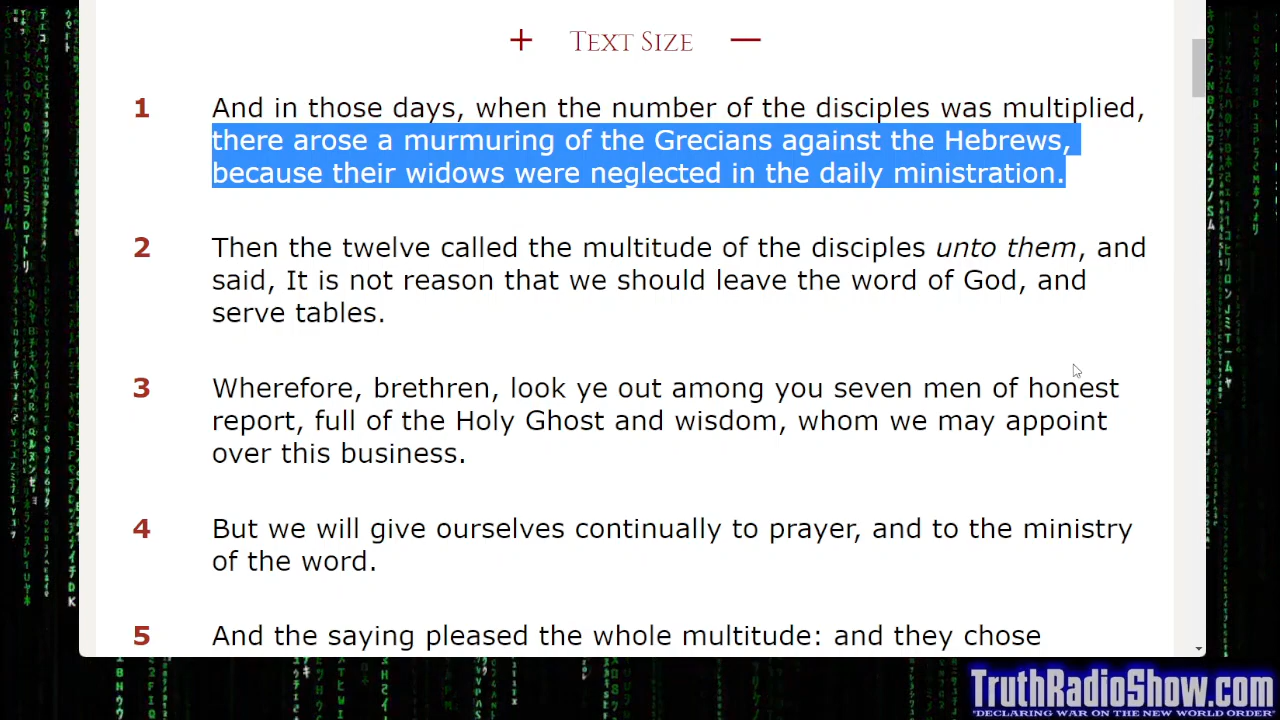 + TEXT SIZE —
1 And in those days, when the number of the disciples was multiplied,
there arose a murmuring of the Grecians against the Hebrews,
because their widows were neglected in the daily ministration.
2 Then the twelve called the multitude of the disciples unto them, and
said, It is not reason that we should leave the word of God, and
serve tables.
3 Wherefore, brethren, look ye out among you seven men of honest
report, full of the Holy Ghost and wisdom, whom we may appoint
over this business.
4 But we will give ourselves continually to prayer, and to the ministry
of the word.
5 And the saying pleased the whole multitude: and they chose
TruthRadioShow.com
"DECLARING WAR ON THE NEW WORLD ORDER"